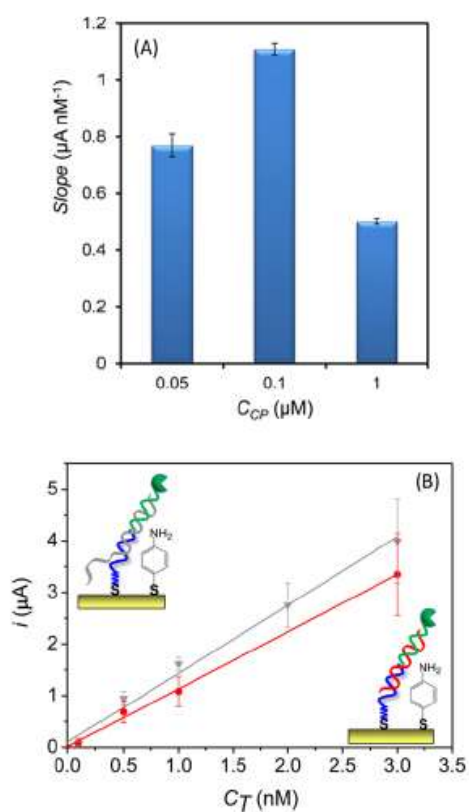 (A)
Slope (µA nM⁻¹)
1.2
1
0.8
0.6
0.4
0.2
0
0.05 0.1 1
C_CP (µM)
(B)
i (µA)
5
4
3
2
1
0
0.0 0.5 1.0 1.5 2.0 2.5 3.0 3.5
C_T (nM)
NH₂
S S
NH₂
S S